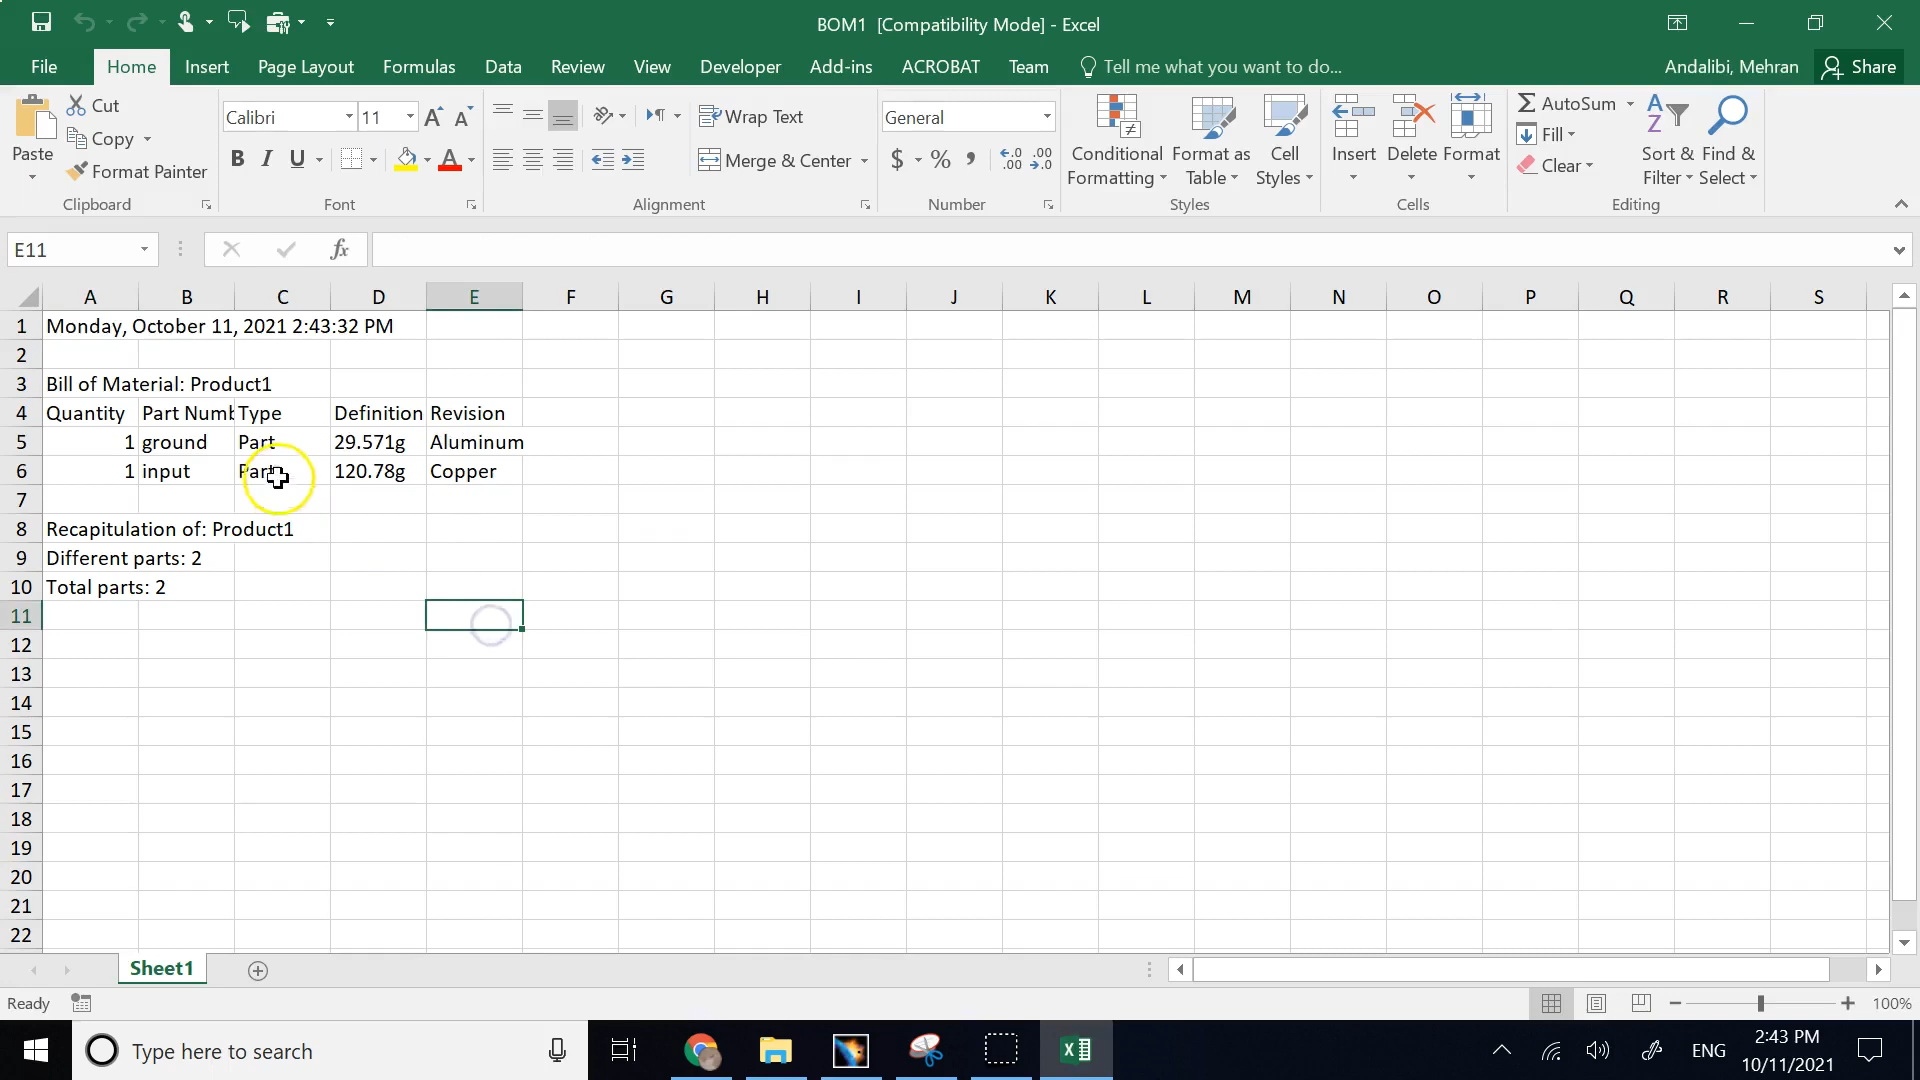 BOM1 [Compatibility Mode] - Excel
File Home Insert Page Layout Formulas Data Review View Developer Add-ins ACROBAT Team Tell me what you want to do... Andalibi, Mehran Share
Paste
Cut
Copy
Format Painter
Clipboard
Calibri 11
B I U A
Font
Wrap Text
Merge & Center
Alignment
General
$ % , .00 .0
Number
Conditional Formatting
Format as Table
Cell Styles
Styles
Insert Delete Format
Cells
AutoSum
Fill
Clear
Sort & Filter
Find & Select
Editing
E11 fx
A B C D E F G H I J K L M N O P Q R S
1 Monday, October 11, 2021 2:43:32 PM
2
3 Bill of Material: Product1
4 Quantity Part Numb Type Definition Revision
5 1 ground Part 29.571g Aluminum
6 1 input Part 120.78g Copper
7
8 Recapitulation of: Product1
9 Different parts: 2
10 Total parts: 2
11
12
13
14
15
16
17
18
19
20
21
22
Sheet1
Ready 100%
Type here to search ENG 2:43 PM
10/11/2021